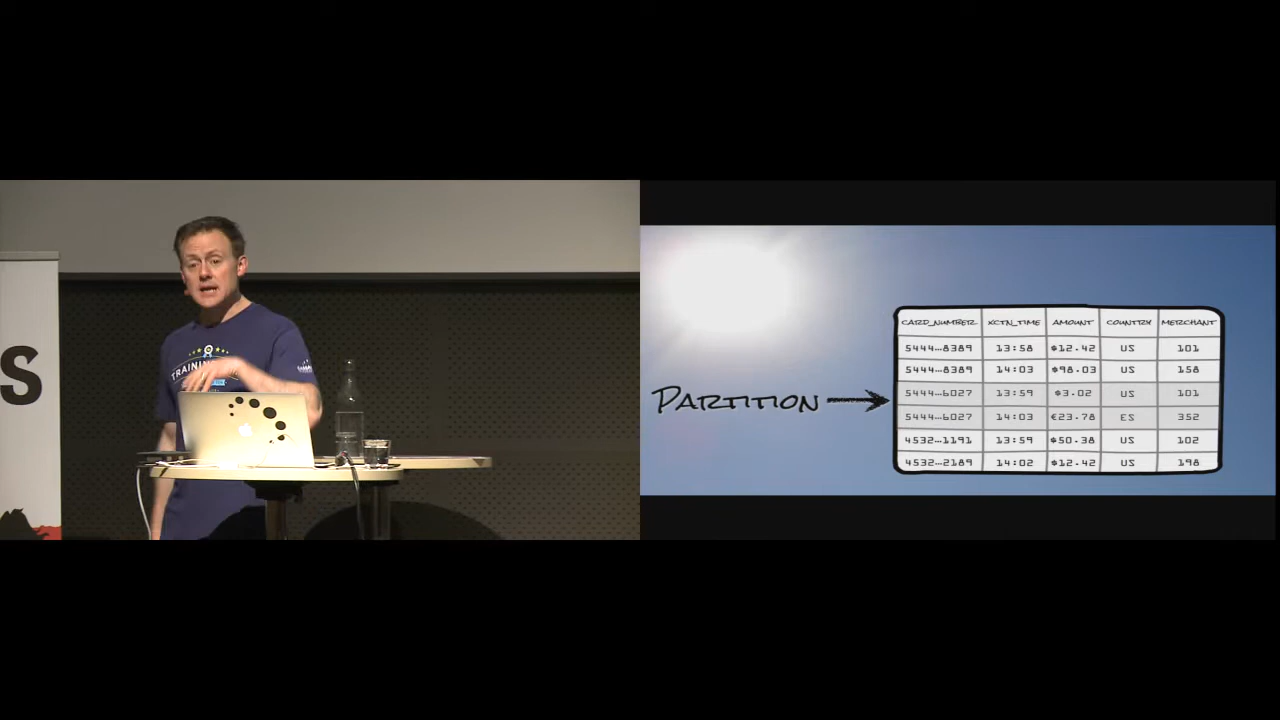 S
TRAINING
PARTITION
CARD_NUMBER XCTN_TIME AMOUNT COUNTRY MERCHANT
5444...8389 13:58 $12.42 US 101
5444...8389 14:03 $98.03 US 158
5444...6027 13:59 $3.02 US 101
5444...6027 14:03 €23.78 ES 352
4532...1191 13:59 $50.38 US 102
4532...2189 14:02 $12.42 US 198